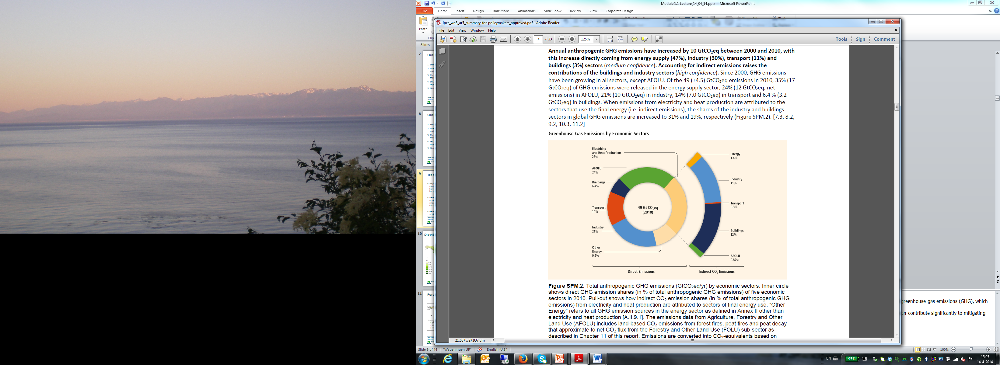 Module 1.1 Lecture_14_04_14.pptx - Microsoft PowerPoint
File Home Insert Design Transitions Animations Slide Show Review View Corporate Design
Paste
Slides
7
8
9
10
11
ipcc_wg3_ar5_summary-for-policymakers_approved.pdf - Adobe Reader
File Edit View Window Help
7 / 33 125% Tools Sign Comment
Annual anthropogenic GHG emissions have increased by 10 GtCO₂eq between 2000 and 2010, with
this increase directly coming from energy supply (47%), industry (30%), transport (11%) and
buildings (3%) sectors (medium confidence). Accounting for indirect emissions raises the
contributions of the buildings and industry sectors (high confidence). Since 2000, GHG emissions
have been growing in all sectors, except AFOLU. Of the 49 (±4.5) GtCO₂eq emissions in 2010, 35% (17
GtCO₂eq) of GHG emissions were released in the energy supply sector, 24% (12 GtCO₂eq, net
emissions) in AFOLU, 21% (10 GtCO₂eq) in industry, 14% (7.0 GtCO₂eq) in transport and 6.4 % (3.2
GtCO₂eq) in buildings. When emissions from electricity and heat production are attributed to the
sectors that use the final energy (i.e. indirect emissions), the shares of the industry and buildings
sectors in global GHG emissions are increased to 31% and 19%, respectively (Figure SPM.2). [7.3, 8.2,
9.2, 10.3, 11.2]
Greenhouse Gas Emissions by Economic Sectors
Electricity
and Heat Production
25%
AFOLU
24%
Buildings
6.4%
Transport
14%
Industry
21%
Other
Energy
9.6%
49 Gt CO₂eq
(2010)
Energy
1.4%
Industry
11%
Transport
0.3%
Buildings
12%
AFOLU
0.87%
Direct Emissions
Indirect CO₂ Emissions
Figure SPM.2. Total anthropogenic GHG emissions (GtCO₂eq/yr) by economic sectors. Inner circle
shows direct GHG emission shares (in % of total anthropogenic GHG emissions) of five economic
sectors in 2010. Pull-out shows how indirect CO₂ emission shares (in % of total anthropogenic GHG
emissions) from electricity and heat production are attributed to sectors of final energy use. “Other
Energy” refers to all GHG emission sources in the energy sector as defined in Annex II other than
electricity and heat production [A.II.9.1]. The emissions data from Agriculture, Forestry and Other
Land Use (AFOLU) includes land-based CO₂ emissions from forest fires, peat fires and peat decay
that approximate to net CO₂ flux from the Forestry and Other Land Use (FOLU) sub-sector as
described in Chapter 11 of this report. Emissions are converted into CO₂-equivalents based on
21.587 x 27.937 cm
greenhouse gas emissions (GHG), which
an contribute significantly to mitigating
Slide 9 of 44 "Wageningen UR" English (U.S.) 100%
EN 95% 15:03
14-4-2014